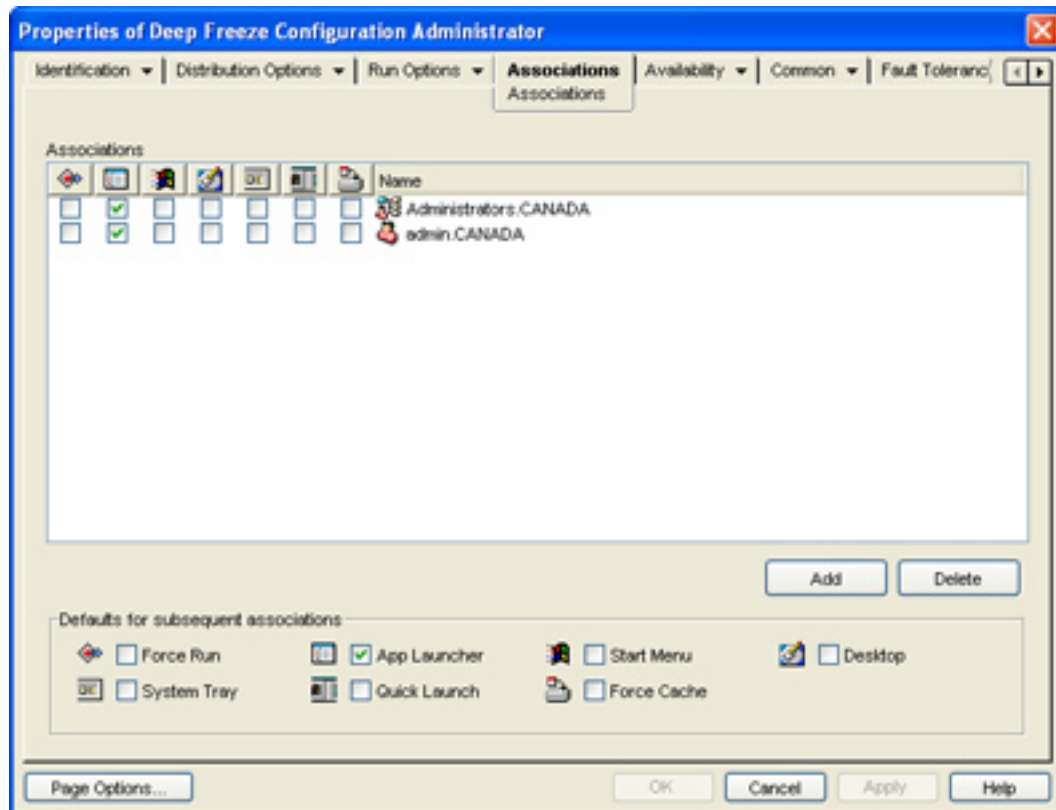 Properties of Deep Freeze Configuration Administrator
Identification Distribution Options Run Options Associations Availability Common Fault Toleranc
Associations
Associations
Name
Administrators.CANADA
admin.CANADA
Add Delete
Defaults for subsequent associations
Force Run App Launcher Start Menu Desktop
System Tray Quick Launch Force Cache
Page Options... OK Cancel Apply Help